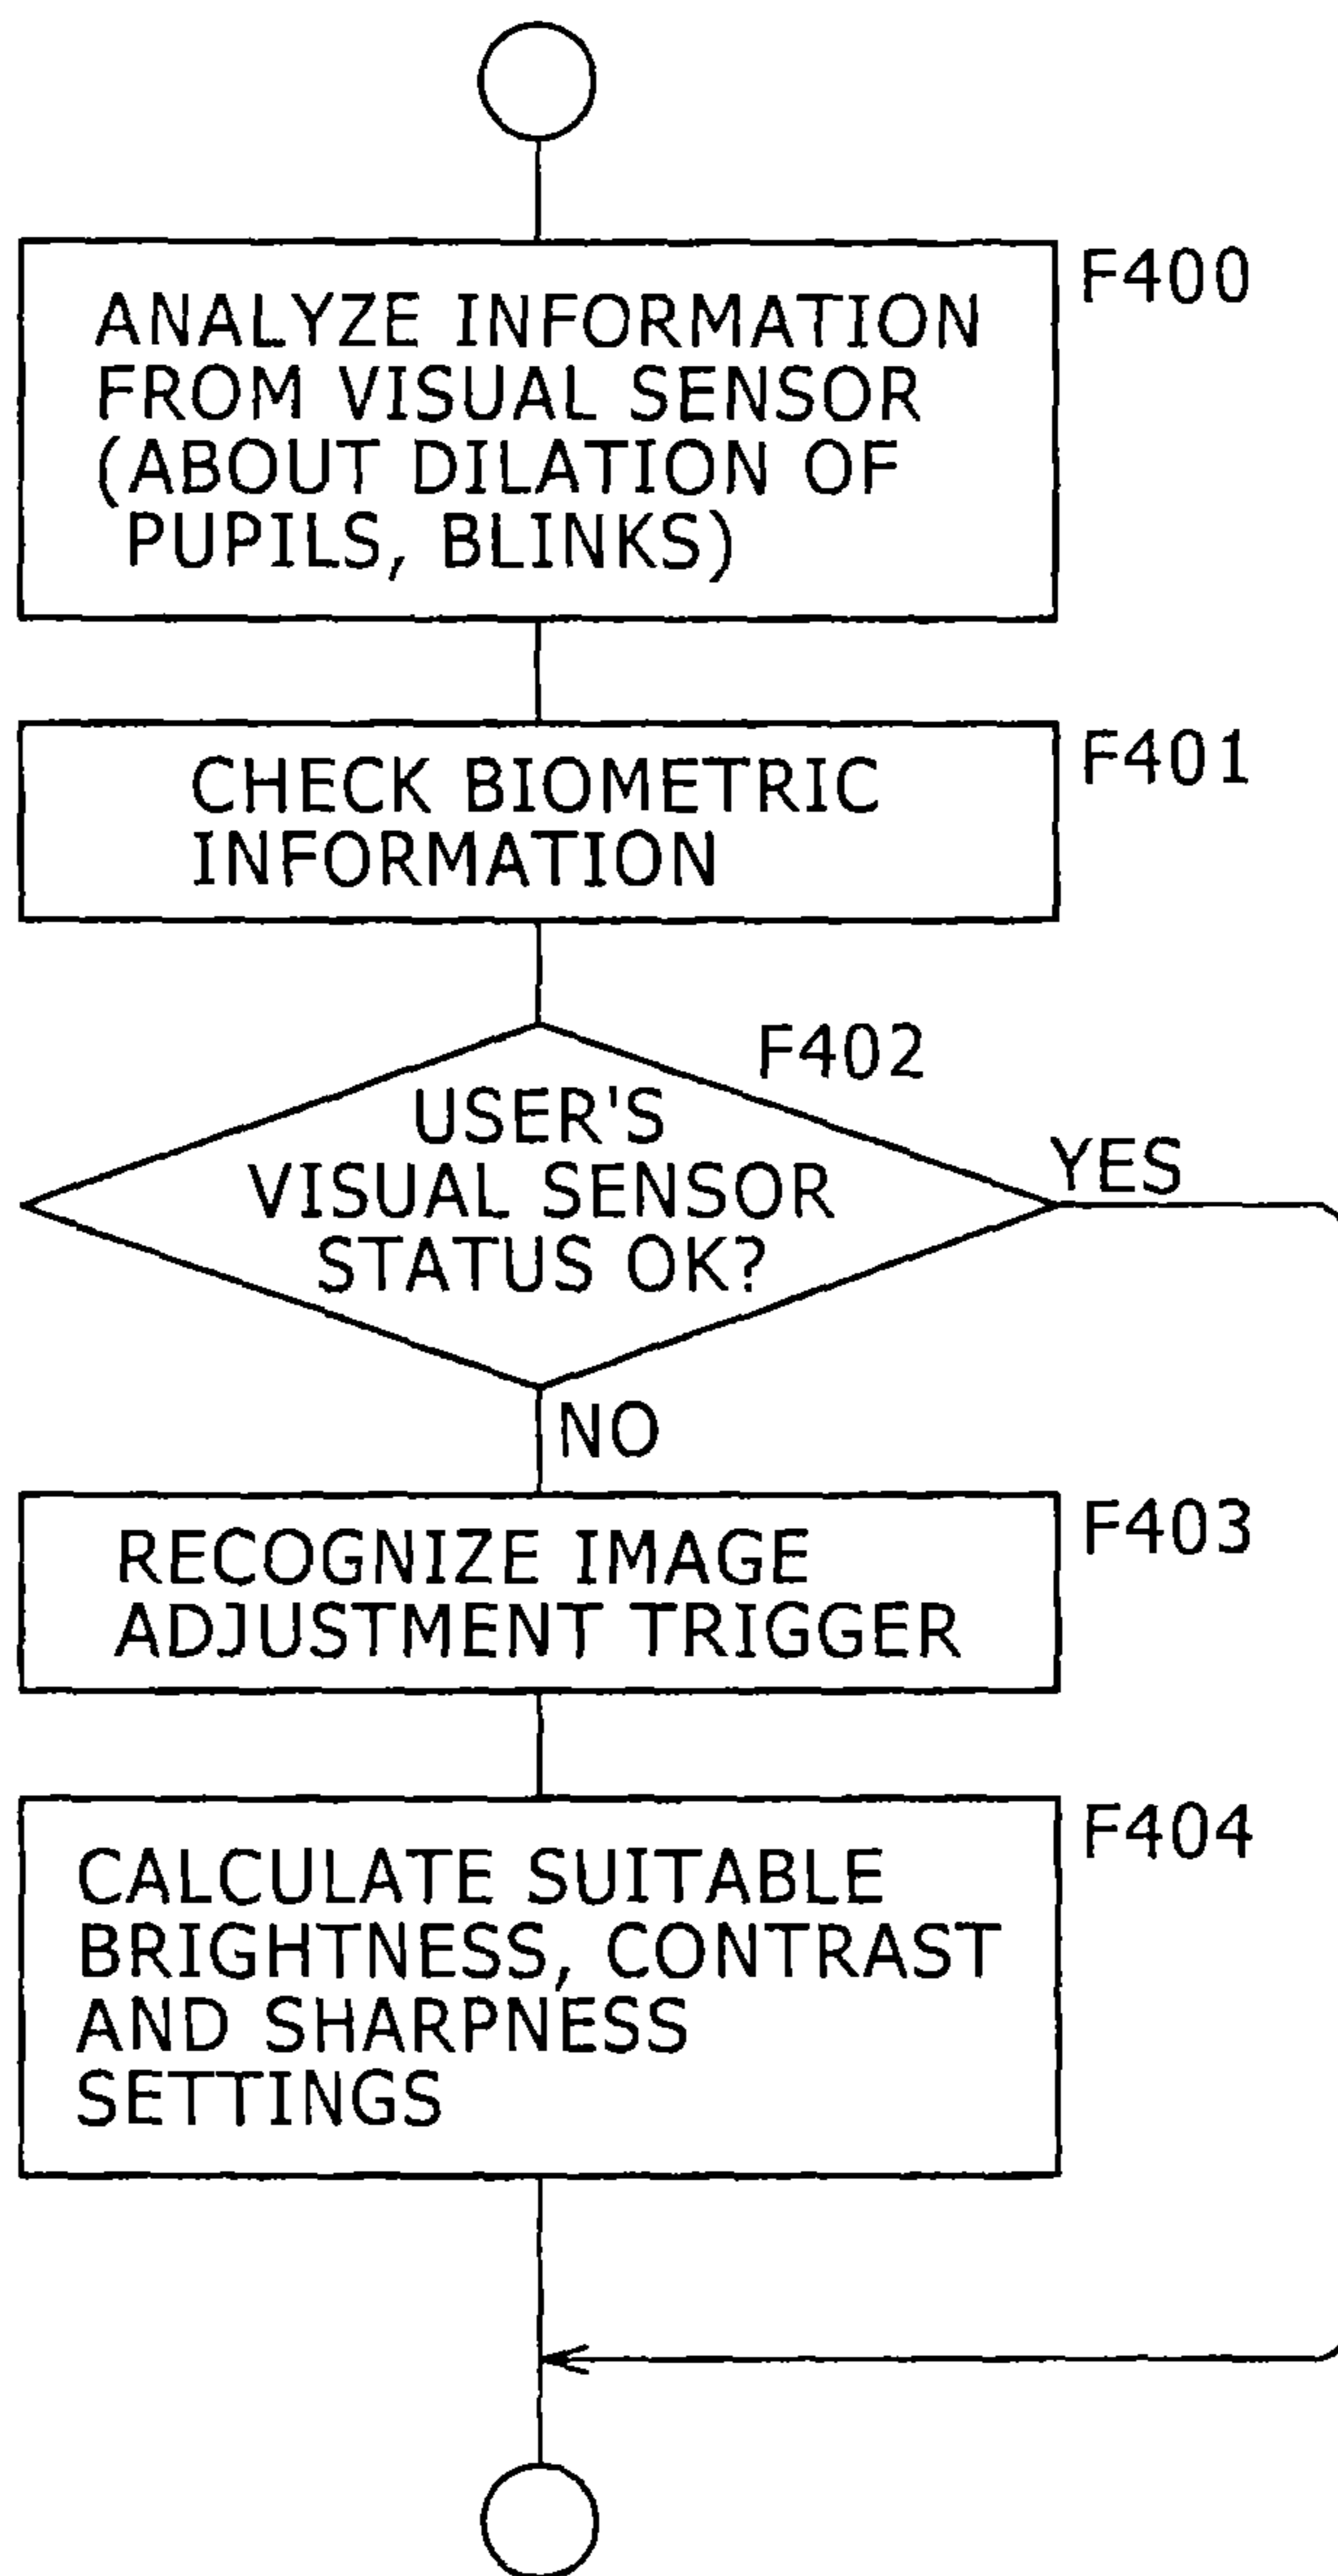 F400
ANALYZE INFORMATION
FROM VISUAL SENSOR
(ABOUT DILATION OF
PUPILS, BLINKS)
F401
CHECK BIOMETRIC
INFORMATION
F402
USER'S
VISUAL SENSOR
STATUS OK?
YES
NO
F403
RECOGNIZE IMAGE
ADJUSTMENT TRIGGER
F404
CALCULATE SUITABLE
BRIGHTNESS, CONTRAST
AND SHARPNESS
SETTINGS